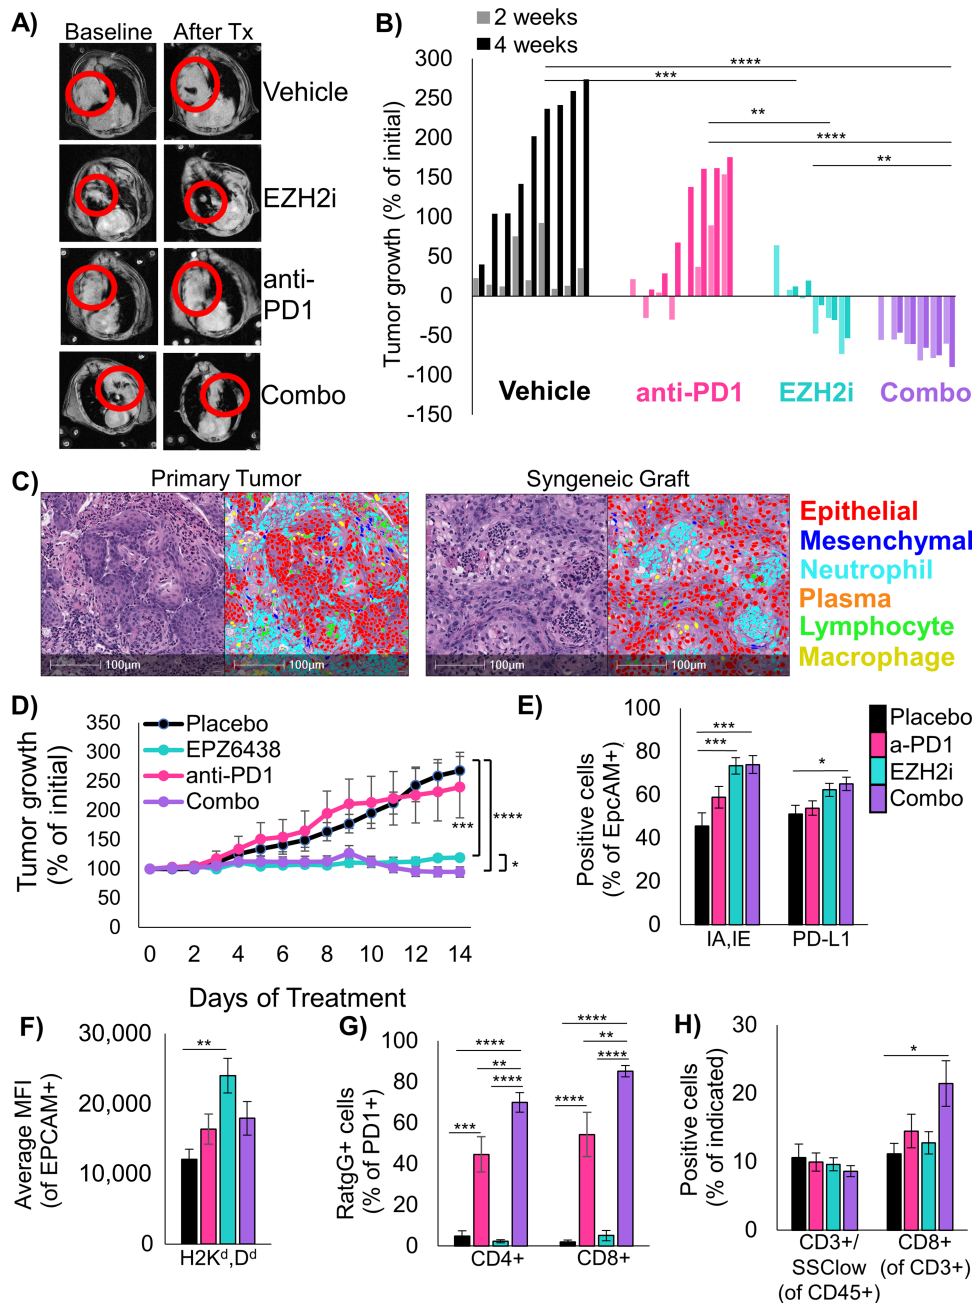 A)
Baseline
After Tx
Vehicle
EZH2i
anti-
PD1
Combo
B)
2 weeks
4 weeks
Tumor growth (% of initial)
300
250
200
150
100
50
0
-50
-100
-150
****
***
**
****
**
Vehicle
anti-PD1
EZH2i
Combo
C)
Primary Tumor
Syngeneic Graft
100µm
100µm
100µm
100µm
Epithelial
Mesenchymal
Neutrophil
Plasma
Lymphocyte
Macrophage
D)
Placebo
EPZ6438
anti-PD1
Combo
Tumor growth
(% of initial)
350
300
250
200
150
100
50
0
0 2 4 6 8 10 12 14
Days of Treatment
***
****
*
E)
Positive cells
(% of EpcAM+)
100
80
60
40
20
0
***
***
*
IA,IE
PD-L1
Placebo
a-PD1
EZH2i
Combo
F)
Average MFI
(of EPCAM+)
30,000
20,000
10,000
0
**
H2Kᵈ,Dᵈ
G)
RatgG+ cells
(% of PD1+)
100
80
60
40
20
0
****
**
****
***
****
**
****
****
CD4+
CD8+
H)
Positive cells
(% of indicated)
30
20
10
0
*
CD3+/
SSClow
(of CD45+)
CD8+
(of CD3+)